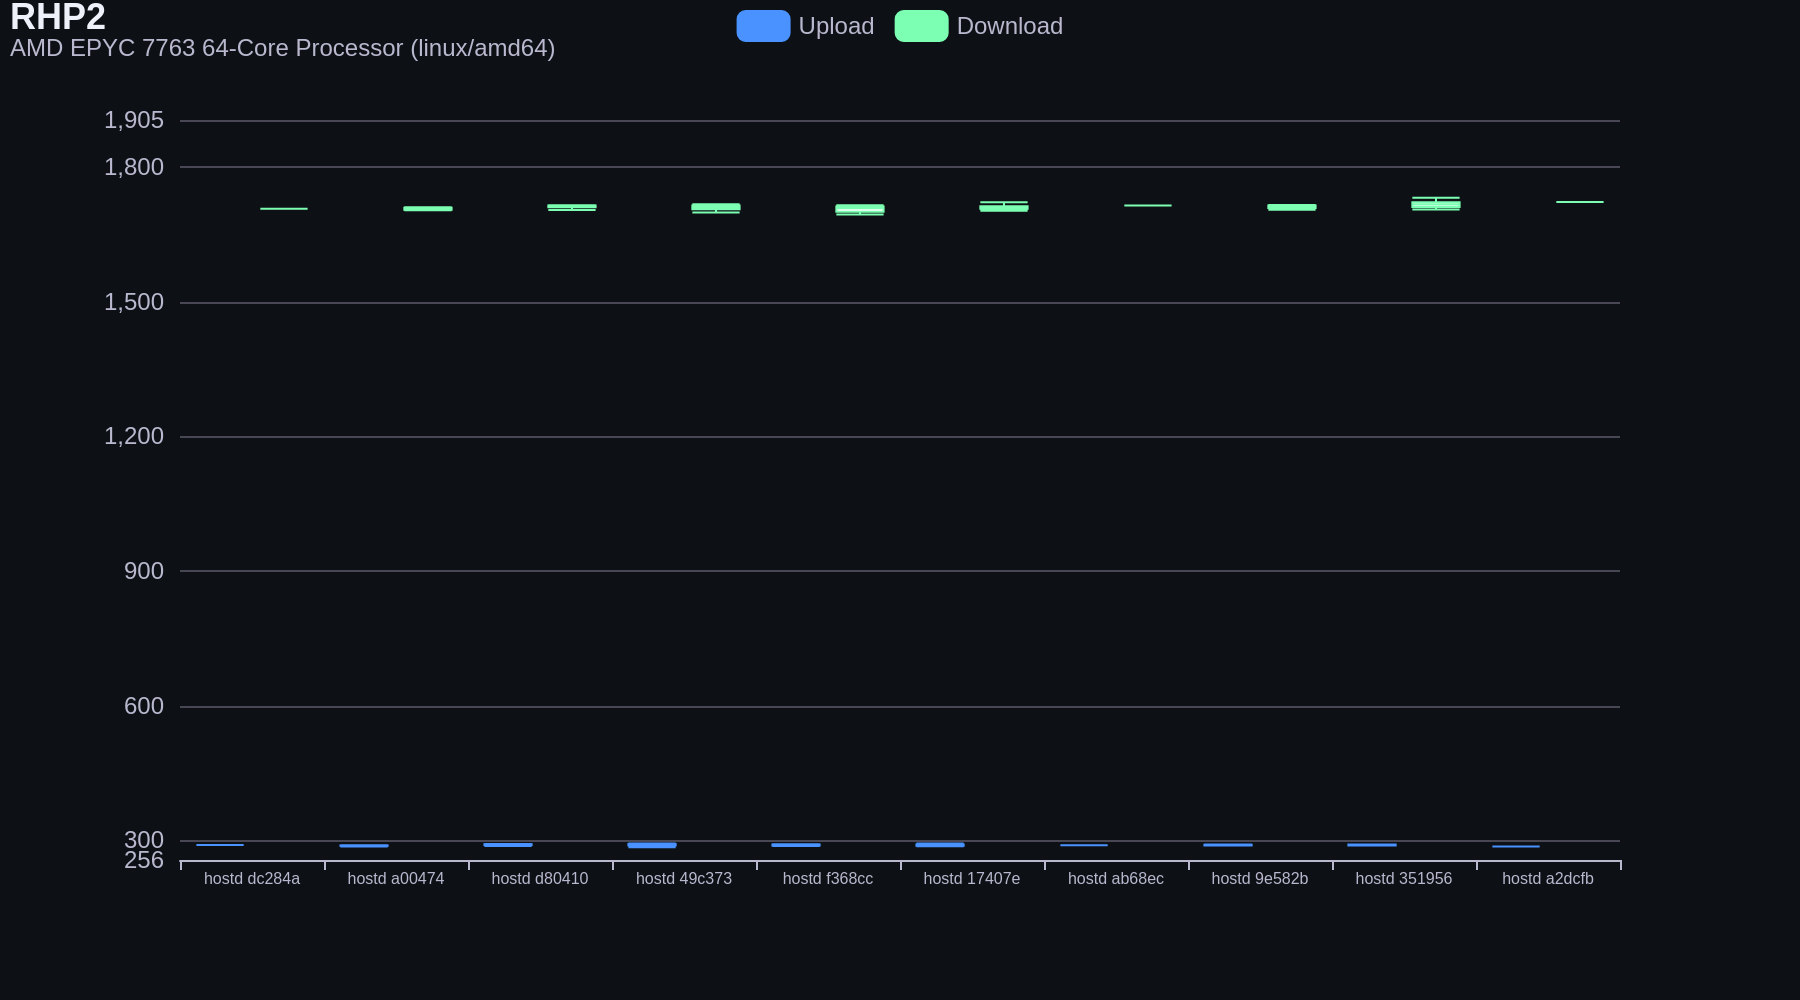 RHP2
AMD EPYC 7763 64-Core Processor (linux/amd64)
Upload
Download
1,905
1,800
1,500
1,200
900
600
300
256
hostd dc284a
hostd a00474
hostd d80410
hostd 49c373
hostd f368cc
hostd 17407e
hostd ab68ec
hostd 9e582b
hostd 351956
hostd a2dcfb